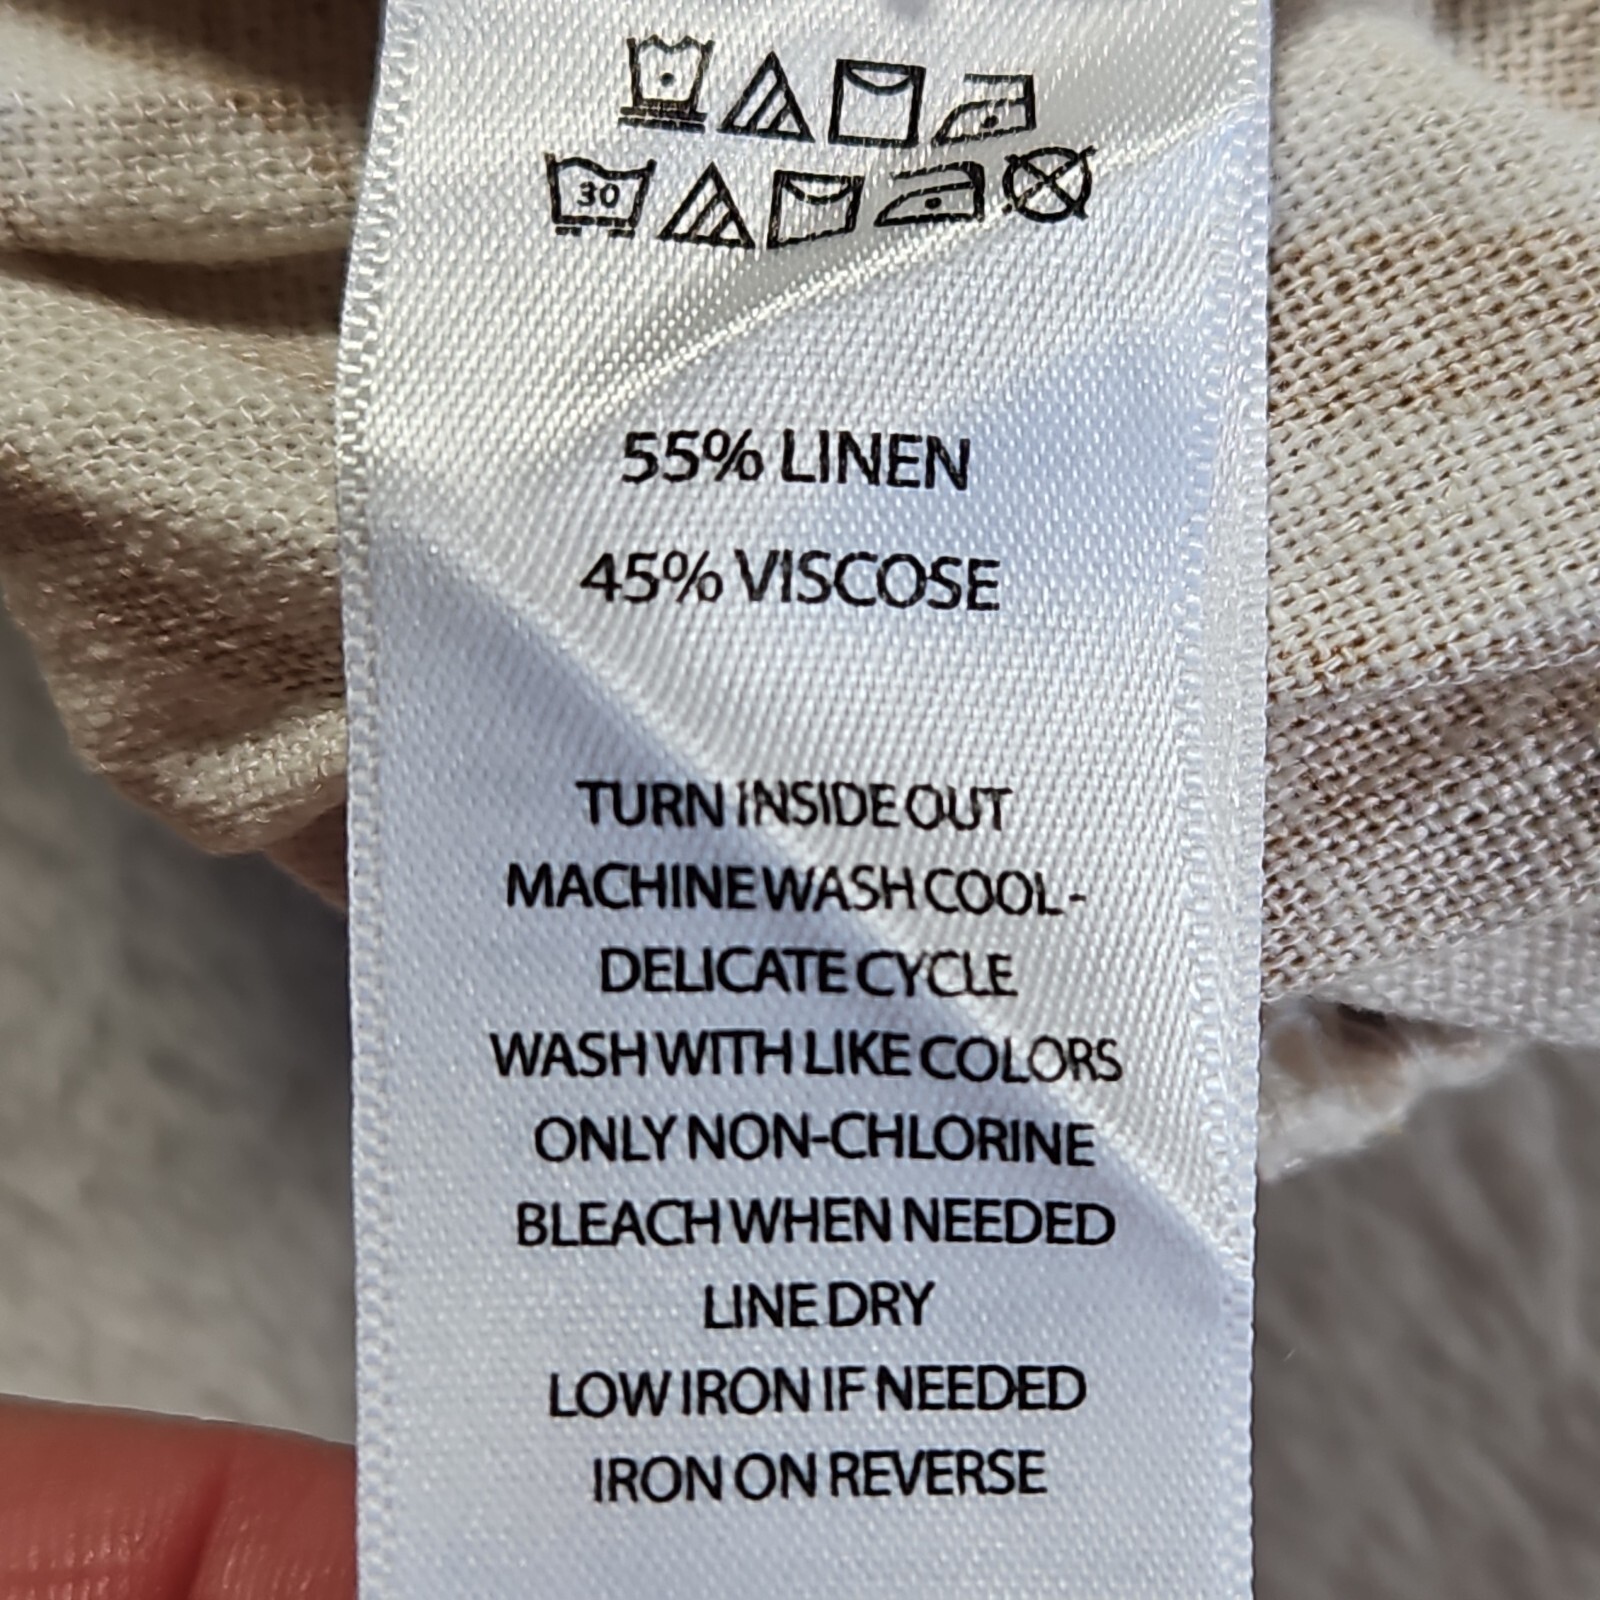 30
55% LINEN
45% VISCOSE
TURN INSIDE OUT
MACHINE WASH COOL-
DELICATE CYCLE
WASH WITH LIKE COLORS
ONLY NON-CHLORINE
BLEACH WHEN NEEDED
LINE DRY
LOW IRON IF NEEDED
IRON ON REVERSE